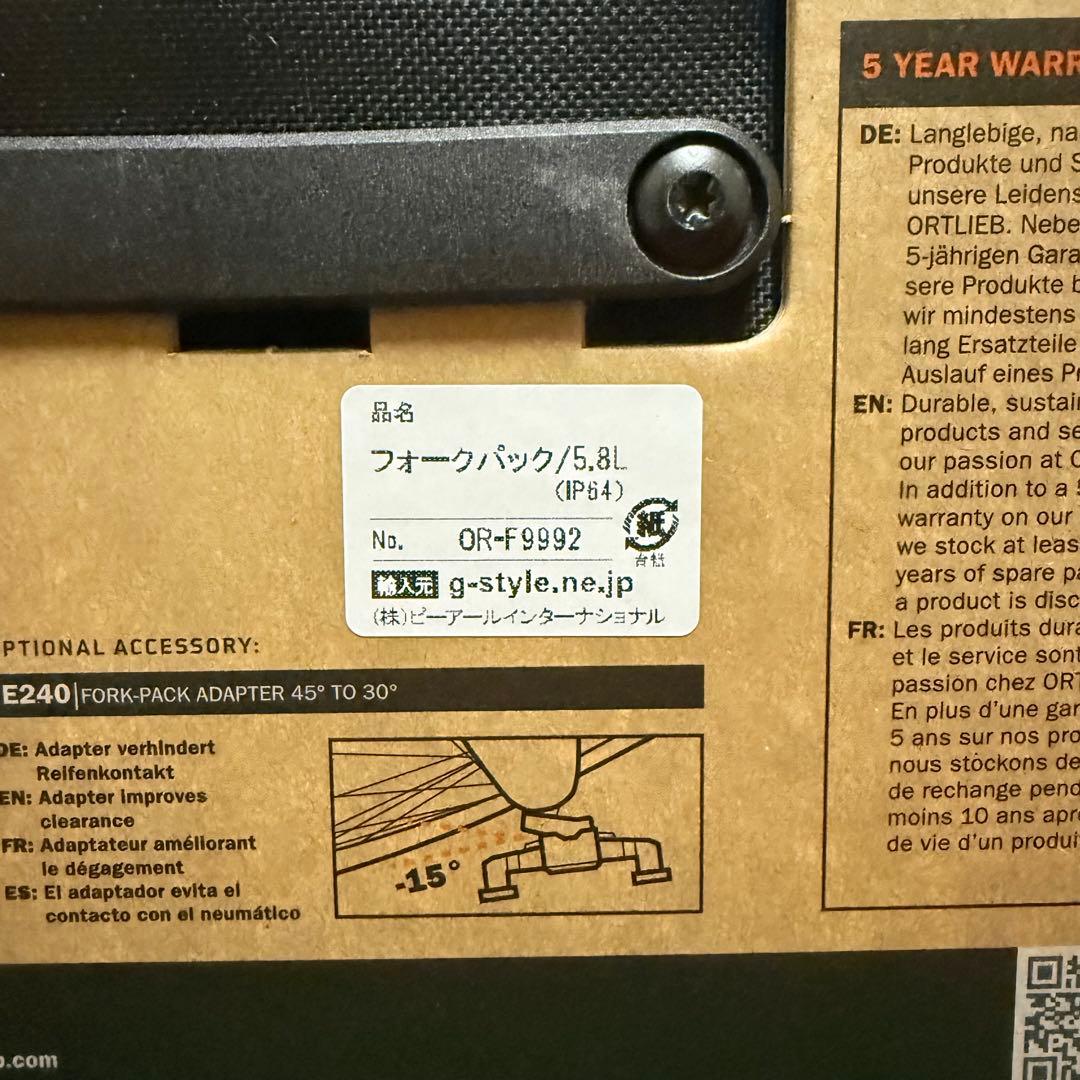 品名
フォークパック/5.8L
(IP64)
No. OR-F9992
紙
台紙
輸入元 g-style.ne.jp
(株)ピーアールインターナショナル
PTIONAL ACCESSORY:
E240|FORK-PACK ADAPTER 45° TO 30°
DE: Adapter verhindert
Reifenkontakt
EN: Adapter improves
clearance
FR: Adaptateur améliorant
le dégagement
ES: El adaptador evita el
contacto con el neumático
-15°
.com
5 YEAR WARR
DE: Langlebige, na
Produkte und S
unsere Leidens
ORTLIEB. Nebe
5-jährigen Gara
sere Produkte b
wir mindestens
lang Ersatzteile
Auslauf eines Pr
EN: Durable, sustain
products and se
our passion at O
In addition to a 5
warranty on our
we stock at leas
years of spare pa
a product is disc
FR: Les produits dura
et le service sont
passion chez ORT
En plus d'une gar
5 ans sur nos pro
nous stockons de
de rechange pend
moins 10 ans aprè
de vie d'un produi